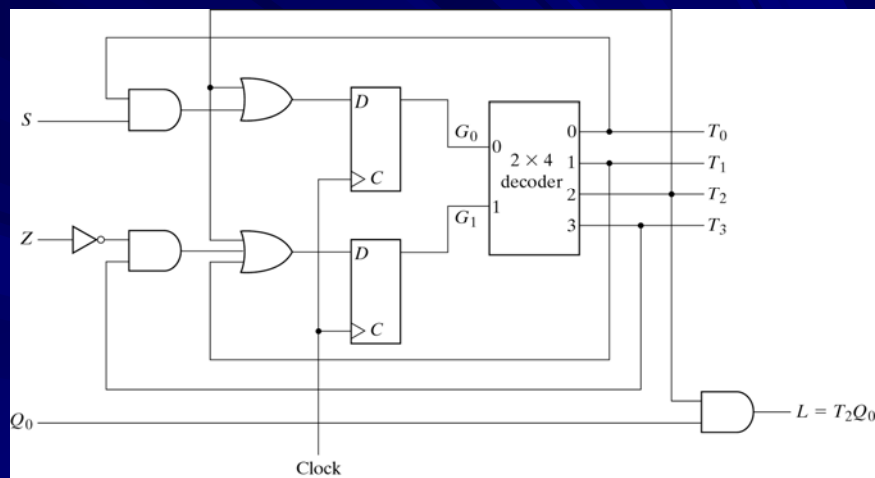 S
D
C
G₀
0
1
2 × 4
decoder
0
1
2
3
T₀
T₁
T₂
T₃
Z
D
C
G₁
Q₀
L = T₂Q₀
Clock